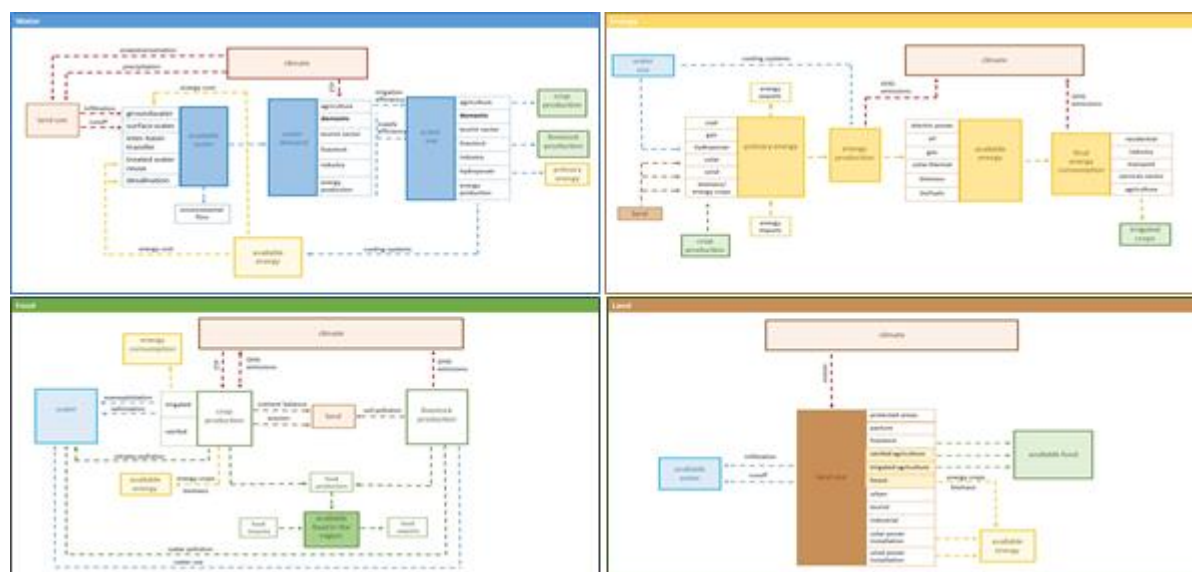 Water
evapotranspiration
precipitation
climate
energy cost
land use
infiltration
runoff
groundwater
surface water
inter-basin
transfer
treated water
reuse
desalination
available
water
environmental
flow
water
demand
agriculture
domestic
tourist sector
livestock
industry
energy
production
irrigation
efficiency
supply
efficiency
water
use
agriculture
domestic
tourist sector
livestock
industry
hydropower
energy
production
crop
production
livestock
production
primary
energy
energy cost
available
energy
cooling systems
Energy
water
use
cooling systems
climate
GHG
emissions
GHG
emissions
energy
imports
coal
gas
hydropower
solar
wind
biomass/
energy crops
primary energy
energy
production
electric power
oil
gas
solar thermal
biomass
biofuels
available
energy
final
energy
consumption
residential
industry
transport
services sector
agriculture
land
crop
production
energy
exports
irrigated
crops
Food
energy
consumption
climate
GHG
emissions
GHG
emissions
water
irrigated
rainfed
crop
production
nutrient balance
erosion
land
soil pollution
livestock
production
available
energy
energy crops
biomass
food
production
food
imports
available
food in the
region
food
exports
water pollution
water use
Land
climate
available
water
infiltration
runoff
land use
protected areas
pasture
livestock
rainfed agriculture
irrigated agriculture
forest
urban
tourist
industrial
solar power
installation
wind power
installation
available food
energy crops
biomass
available
energy